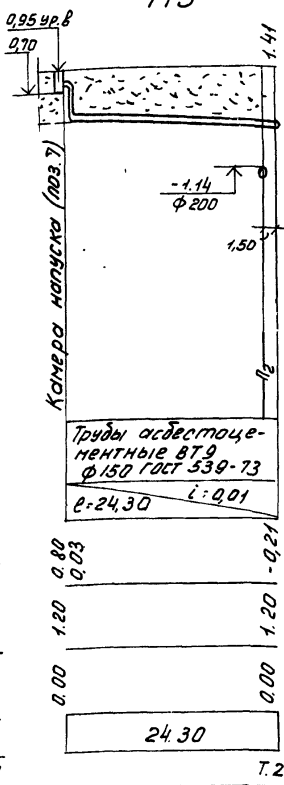 0,95 ур.в
0,70
1.41
Камера напуска (поз. 7)
-1.14
ф 200
1,50
Л2
Трубы асбестоце-
ментные ВТ9
ф150 ГОСТ 539-73
i=0,01
ℓ=24,30
0.80
0,03
-0,21
1.20
1.20
0.00
0.00
24.30
Т.2